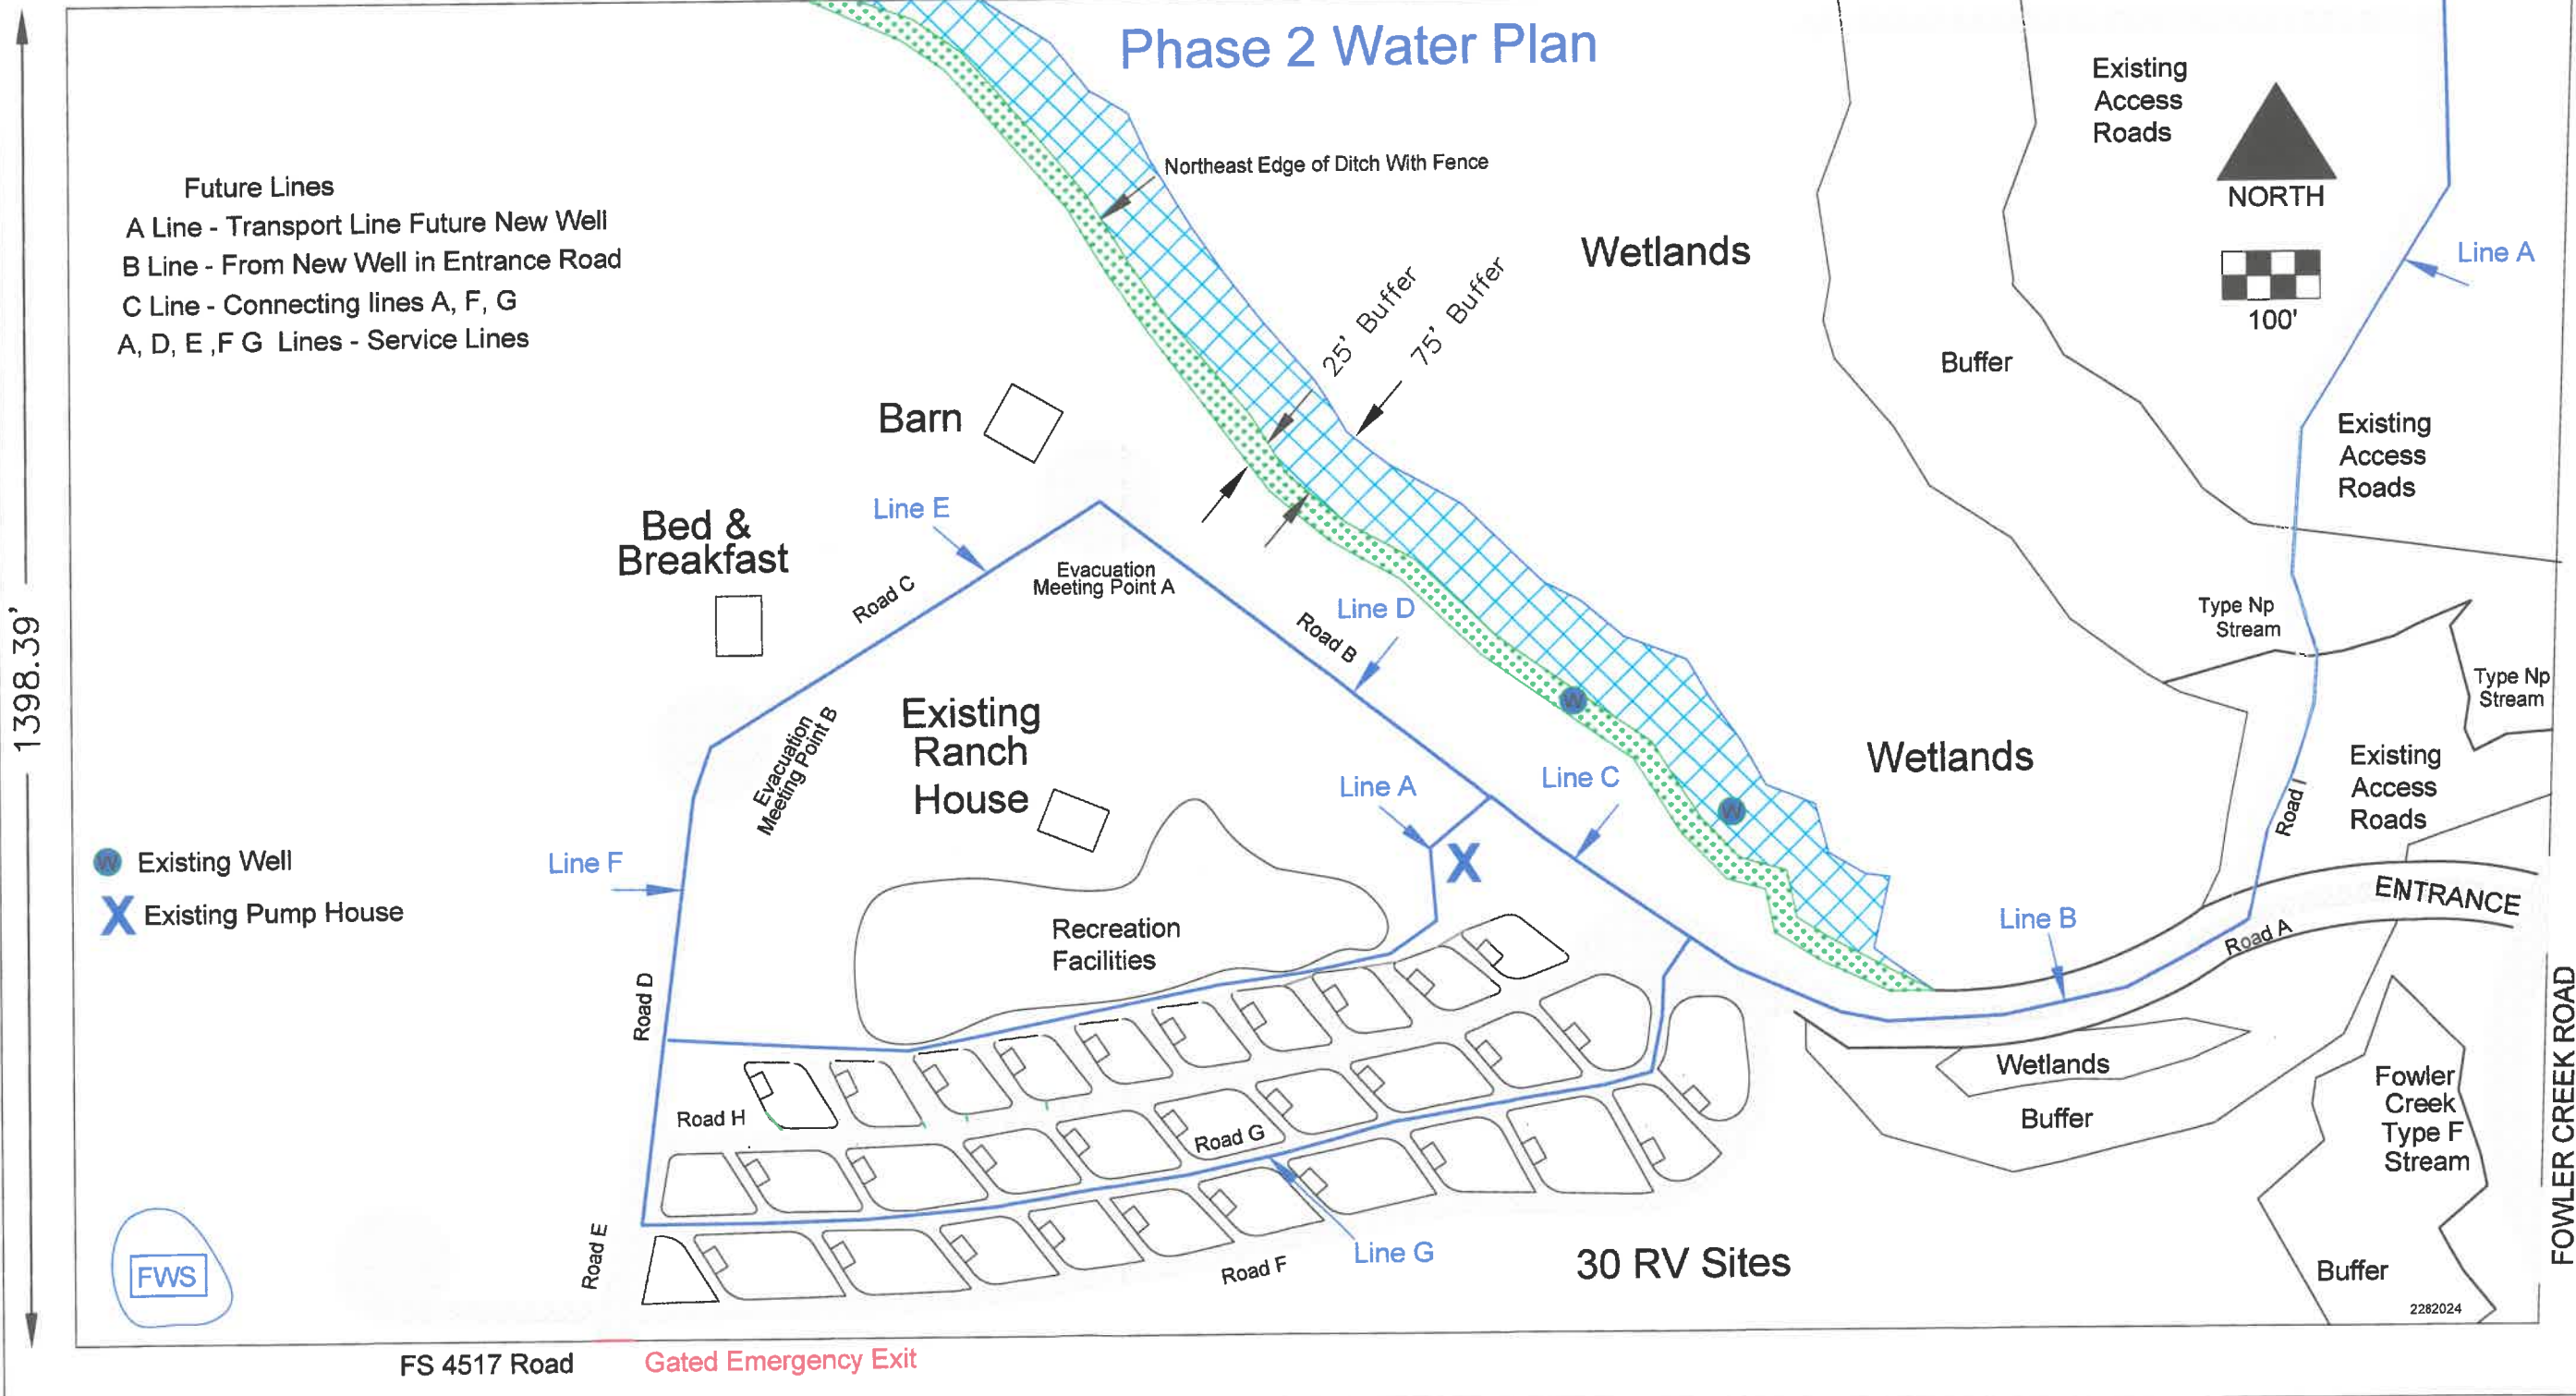 Phase 2 Water Plan
Existing
Access
Roads
NORTH
100'
Line A
Northeast Edge of Ditch With Fence
Future Lines
A Line - Transport Line Future New Well
B Line - From New Well in Entrance Road
C Line - Connecting lines A, F, G
A, D, E ,F G Lines - Service Lines
Wetlands
25' Buffer
75' Buffer
Buffer
Existing
Access
Roads
Barn
Line E
Bed &
Breakfast
Road C
Evacuation
Meeting Point A
Line D
Road B
Type Np
Stream
Type Np
Stream
1398.39'
Evacuation
Meeting Point B
Existing
Ranch
House
W
W
Line A
Line C
Wetlands
Existing
Access
Roads
Road I
W Existing Well
X Existing Pump House
Line F
X
Recreation
Facilities
Line B
Road A
ENTRANCE
Road D
Wetlands
Buffer
Fowler
Creek
Type F
Stream
FOWLER CREEK ROAD
Road H
Road G
Road E
Road F
Line G
30 RV Sites
FWS
Buffer
2282024
FS 4517 Road
Gated Emergency Exit